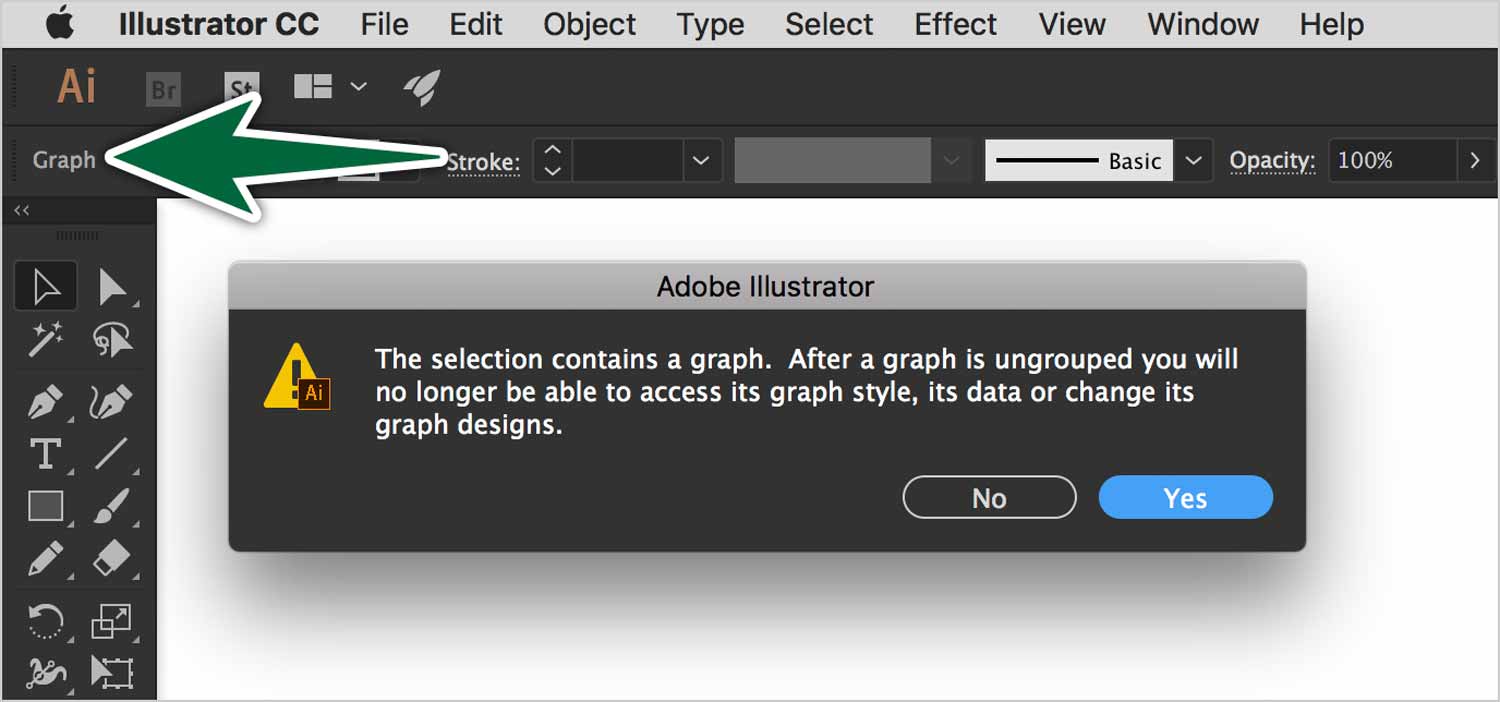 Illustrator CC File Edit Object Type Select Effect View Window Help
Ai Br St
Graph Stroke: Basic Opacity: 100%
Adobe Illustrator
The selection contains a graph.  After a graph is ungrouped you will
no longer be able to access its graph style, its data or change its
graph designs.
Ai
No Yes
T